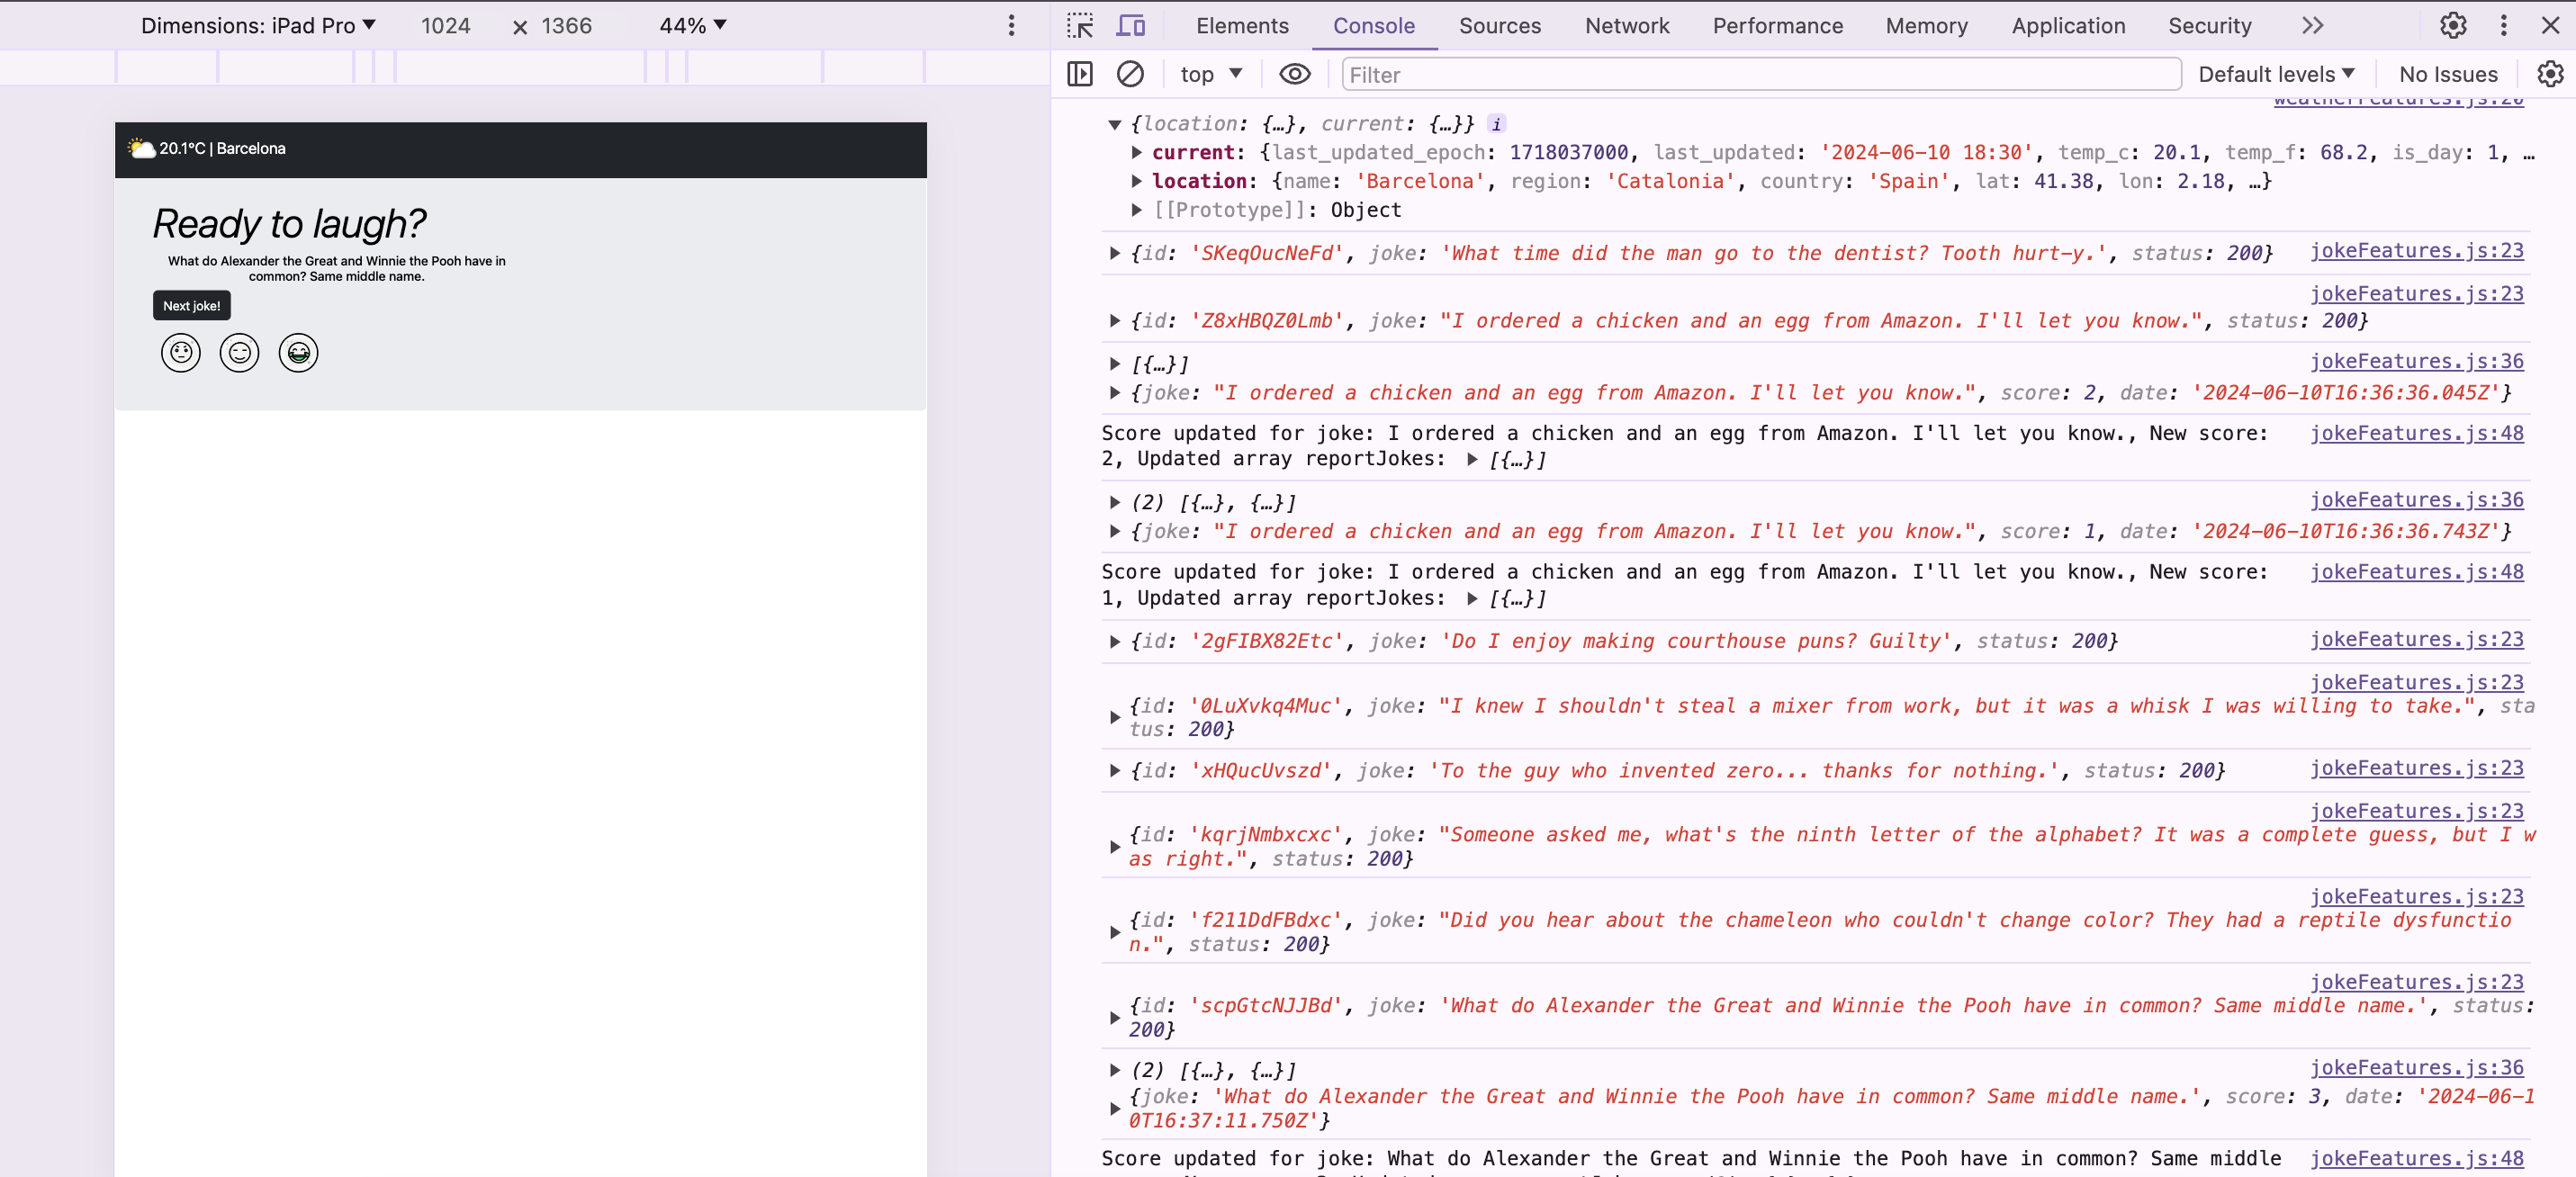 Dimensions: iPad Pro ▼ 1024 × 1366 44% ▼
20.1ºC | Barcelona
Ready to laugh?
What do Alexander the Great and Winnie the Pooh have in
common? Same middle name.
Next joke!
Elements Console Sources Network Performance Memory Application Security
top ▼ Filter Default levels ▼ No Issues
weatherFeatures.js:20
▼ {location: {…}, current: {…}} i
▶ current: {last_updated_epoch: 1718037000, last_updated: '2024-06-10 18:30', temp_c: 20.1, temp_f: 68.2, is_day: 1, …
▶ location: {name: 'Barcelona', region: 'Catalonia', country: 'Spain', lat: 41.38, lon: 2.18, …}
▶ [[Prototype]]: Object
▶ {id: 'SKeqOucNeFd', joke: 'What time did the man go to the dentist? Tooth hurt-y.', status: 200} jokeFeatures.js:23
jokeFeatures.js:23
▶ {id: 'Z8xHBQZ0Lmb', joke: "I ordered a chicken and an egg from Amazon. I'll let you know.", status: 200}
▶ [{…}] jokeFeatures.js:36
▶ {joke: "I ordered a chicken and an egg from Amazon. I'll let you know.", score: 2, date: '2024-06-10T16:36:36.045Z'}
Score updated for joke: I ordered a chicken and an egg from Amazon. I'll let you know., New score: jokeFeatures.js:48
2, Updated array reportJokes: ▶ [{…}]
▶ (2) [{…}, {…}] jokeFeatures.js:36
▶ {joke: "I ordered a chicken and an egg from Amazon. I'll let you know.", score: 1, date: '2024-06-10T16:36:36.743Z'}
Score updated for joke: I ordered a chicken and an egg from Amazon. I'll let you know., New score: jokeFeatures.js:48
1, Updated array reportJokes: ▶ [{…}]
▶ {id: '2gFIBX82Etc', joke: 'Do I enjoy making courthouse puns? Guilty', status: 200} jokeFeatures.js:23
jokeFeatures.js:23
▶ {id: '0LuXvkq4Muc', joke: "I knew I shouldn't steal a mixer from work, but it was a whisk I was willing to take.", sta
tus: 200}
▶ {id: 'xHQucUvszd', joke: 'To the guy who invented zero... thanks for nothing.', status: 200} jokeFeatures.js:23
jokeFeatures.js:23
▶ {id: 'kqrjNmbxcxc', joke: "Someone asked me, what's the ninth letter of the alphabet? It was a complete guess, but I w
as right.", status: 200}
jokeFeatures.js:23
▶ {id: 'f211DdFBdxc', joke: "Did you hear about the chameleon who couldn't change color? They had a reptile dysfunctio
n.", status: 200}
jokeFeatures.js:23
▶ {id: 'scpGtcNJJBd', joke: 'What do Alexander the Great and Winnie the Pooh have in common? Same middle name.', status:
200}
▶ (2) [{…}, {…}] jokeFeatures.js:36
▶ {joke: 'What do Alexander the Great and Winnie the Pooh have in common? Same middle name.', score: 3, date: '2024-06-1
0T16:37:11.750Z'}
Score updated for joke: What do Alexander the Great and Winnie the Pooh have in common? Same middle jokeFeatures.js:48